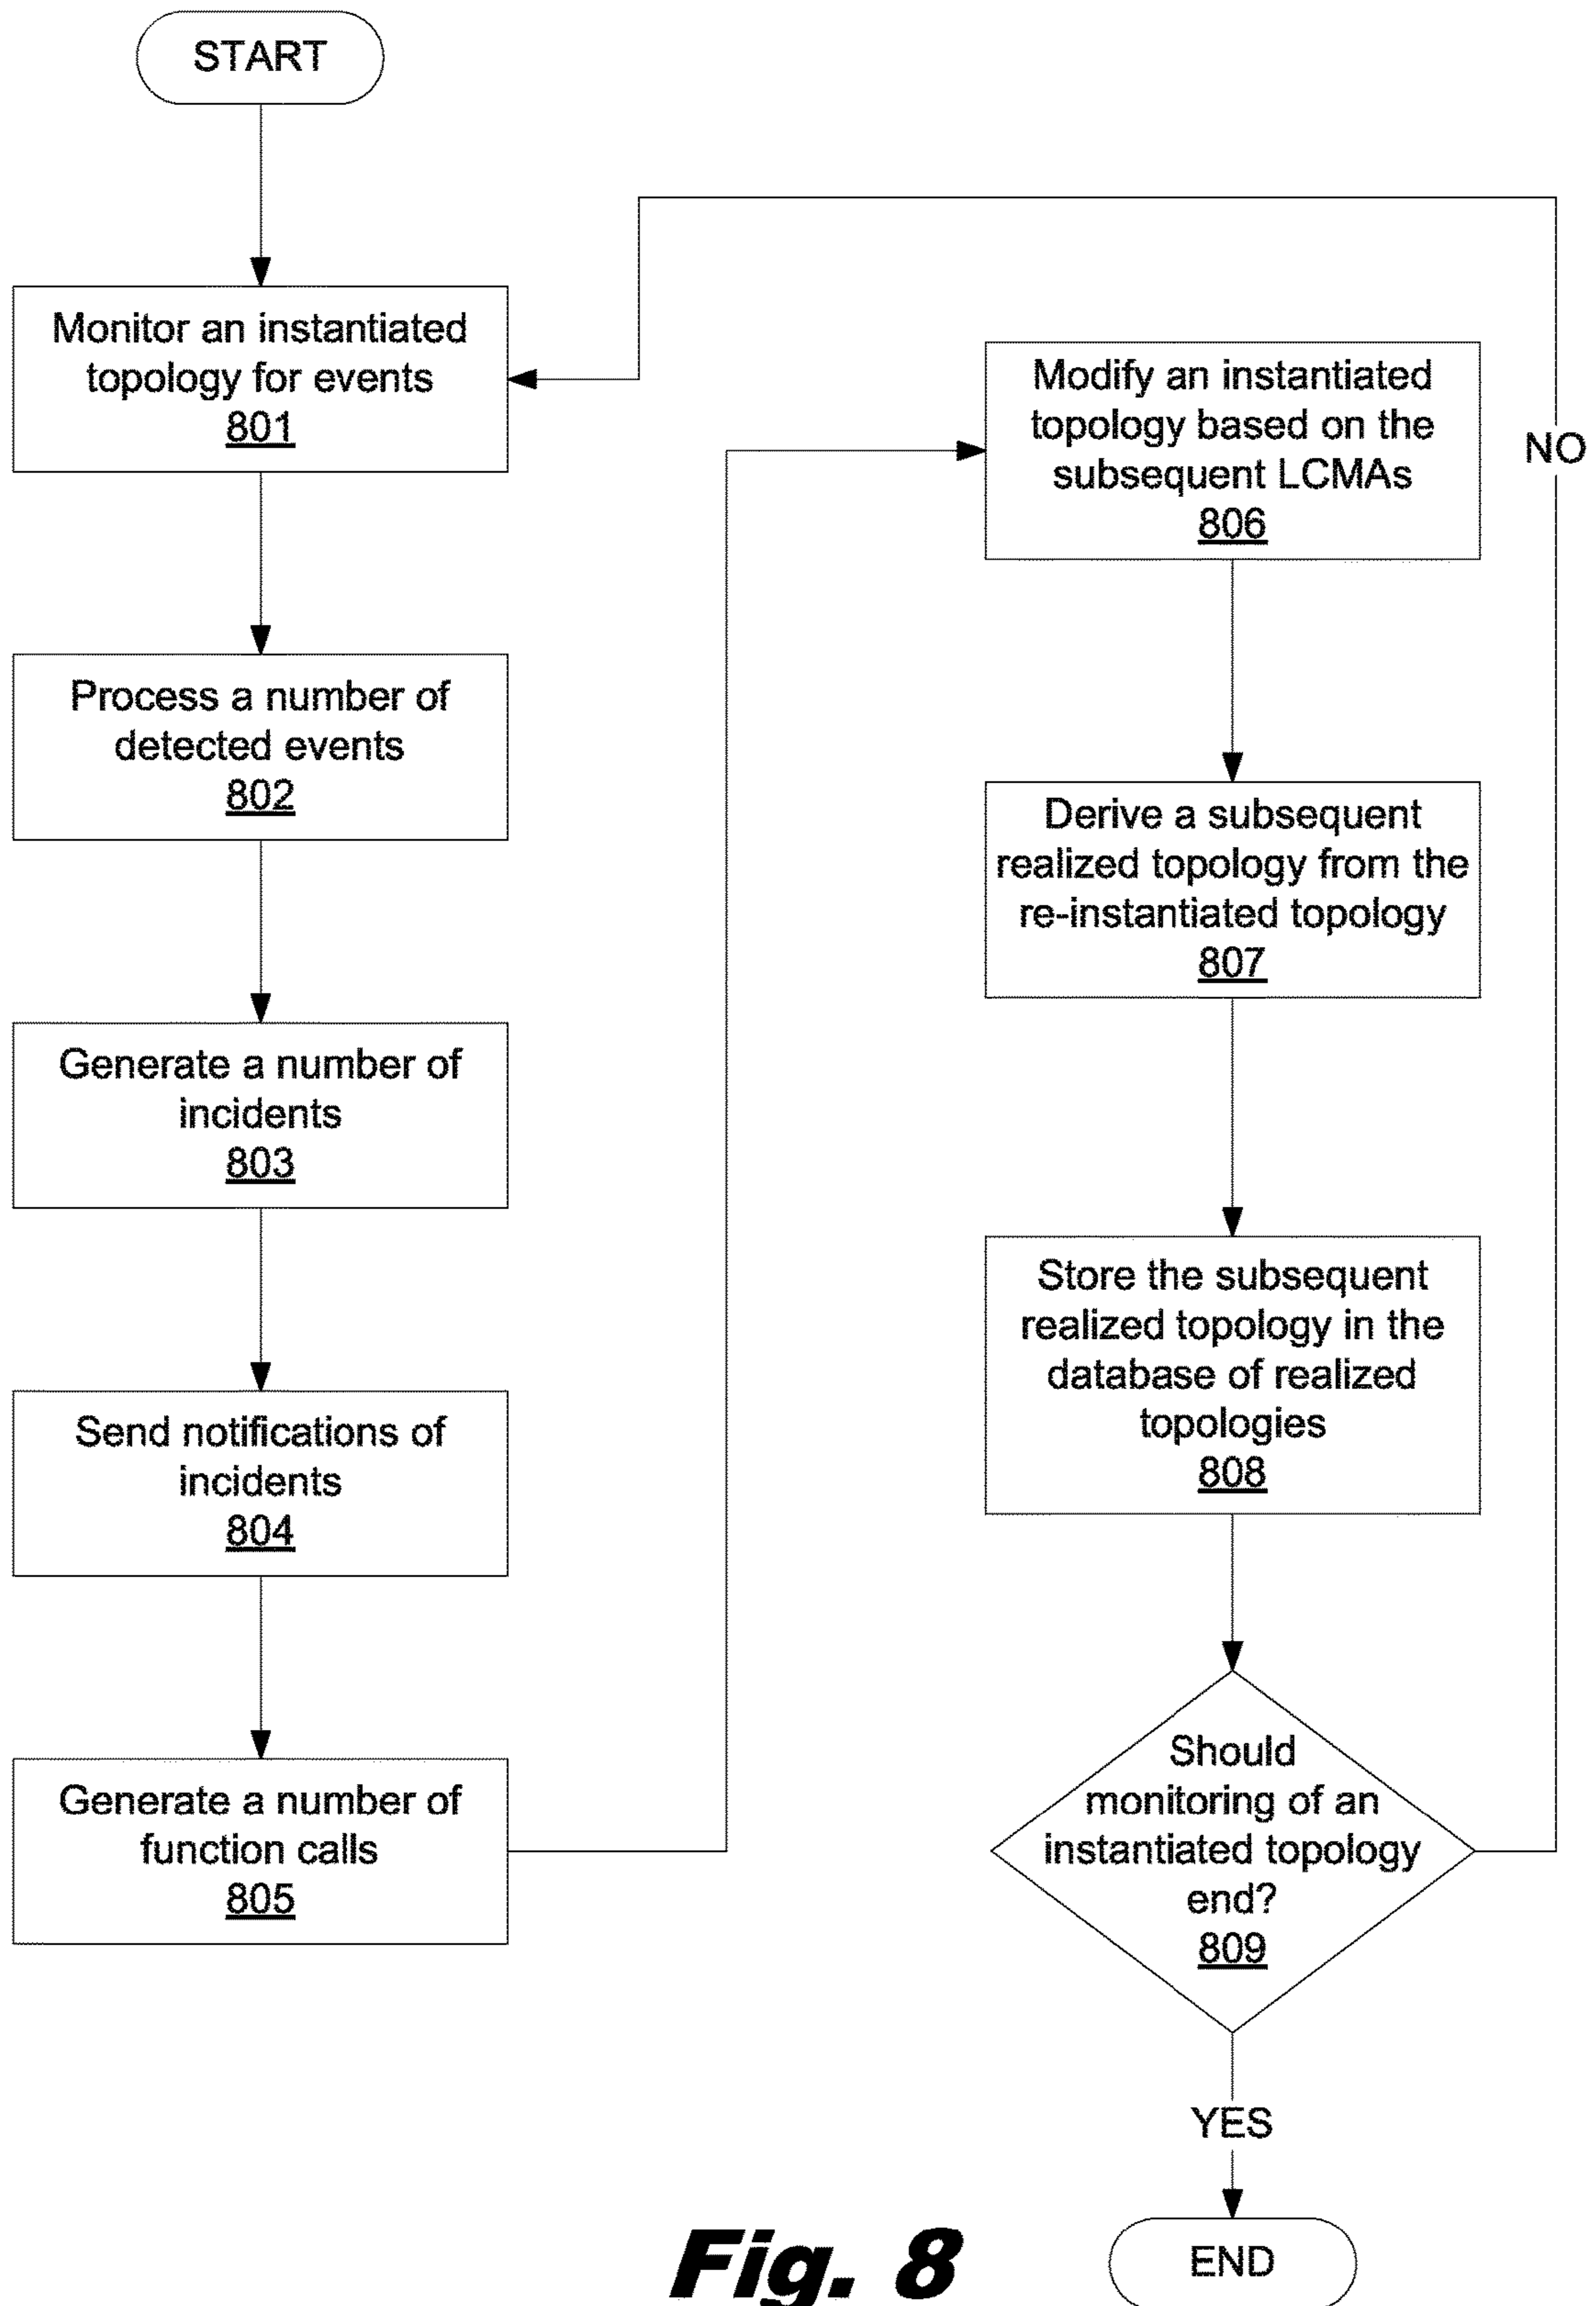 START
Monitor an instantiated
topology for events
801
Process a number of
detected events
802
Generate a number of
incidents
803
Send notifications of
incidents
804
Generate a number of
function calls
805
Modify an instantiated
topology based on the
subsequent LCMAs
806
NO
Derive a subsequent
realized topology from the
re-instantiated topology
807
Store the subsequent
realized topology in the
database of realized
topologies
808
Should
monitoring of an
instantiated topology
end?
809
YES
END
Fig. 8